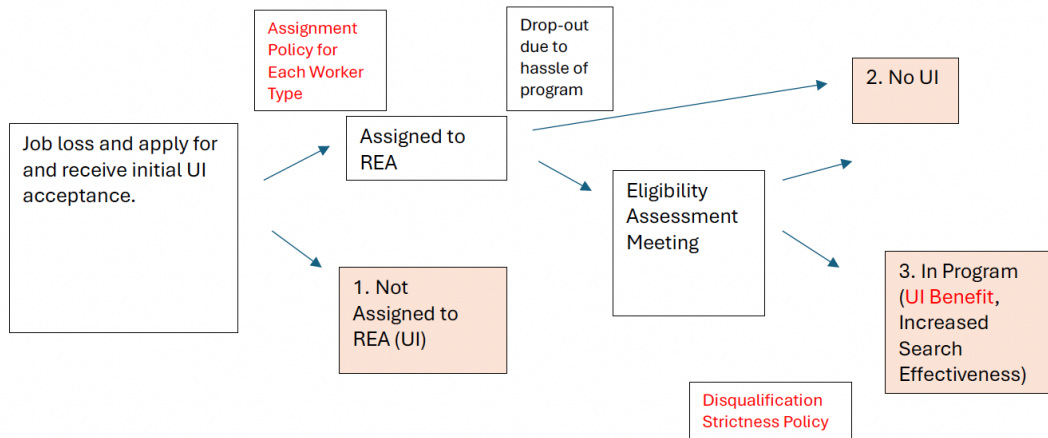 Assignment
Policy for
Each Worker
Type
Drop-out
due to
hassle of
program
2. No UI
Job loss and apply for
and receive initial UI
acceptance.
Assigned to
REA
Eligibility
Assessment
Meeting
1. Not
Assigned to
REA (UI)
3. In Program
(UI Benefit,
Increased
Search
Effectiveness)
Disqualification
Strictness Policy